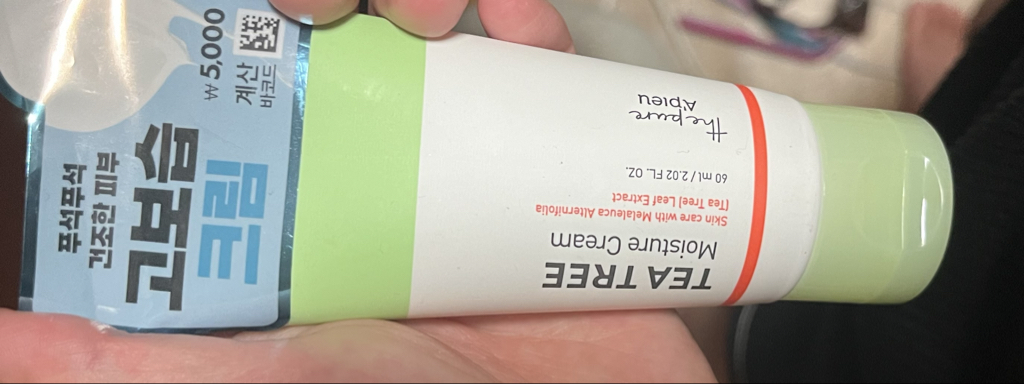 the pure
A'pieu
60 ml / 2.02 FL. OZ.
Skin care with Melaleuca Alternifolia
[Tea Tree] Leaf Extract
TEA TREE
Moisture Cream
푸석푸석
건조한 피부
고보습
크림
₩5,000
계산
바코드